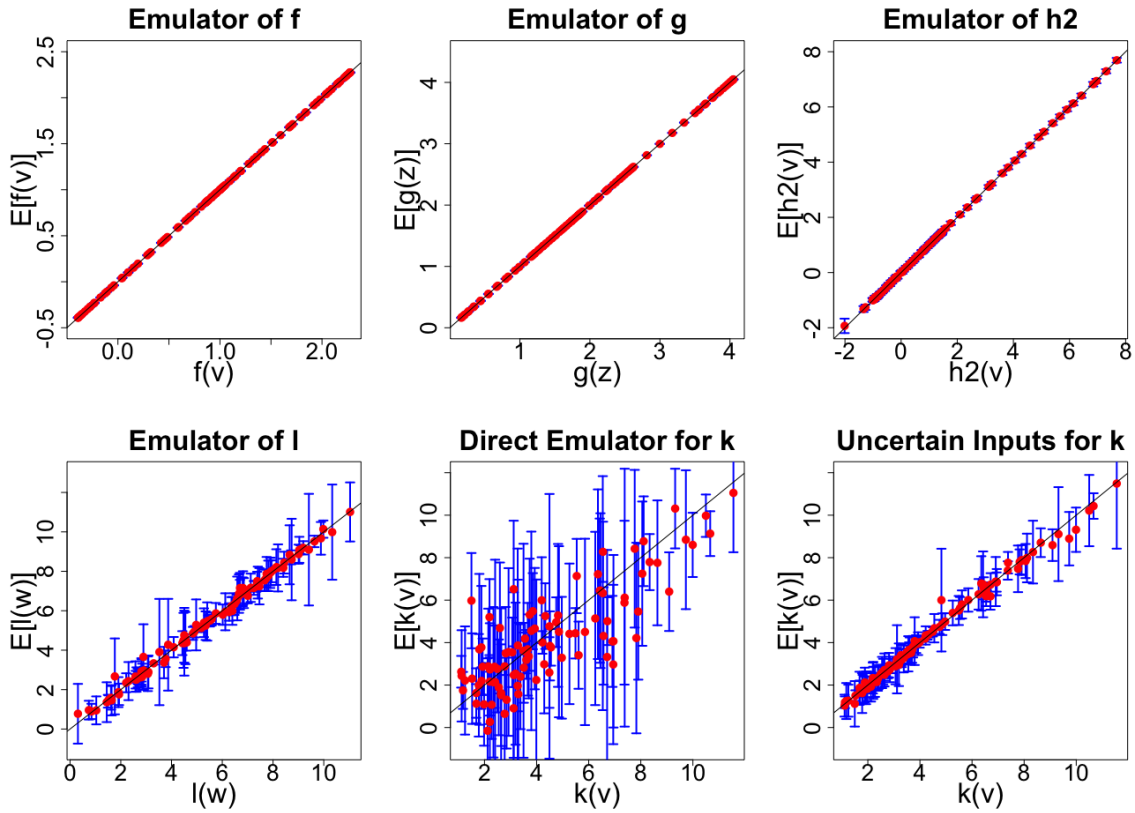 Emulator of f
E[f(v)]
2.5
1.5
0.5
-0.5
0.0 1.0 2.0
f(v)
Emulator of g
E[g(z)]
4
3
2
1
0
1 2 3 4
g(z)
Emulator of h2
E[h2(v)]
8
6
4
2
0
-2
-2 0 2 4 6 8
h2(v)
Emulator of l
E[l(w)]
10
8
6
4
2
0
0 2 4 6 8 10
l(w)
Direct Emulator for k
E[k(v)]
10
8
6
4
2
0
2 4 6 8 10
k(v)
Uncertain Inputs for k
E[k(v)]
10
8
6
4
2
0
2 4 6 8 10
k(v)